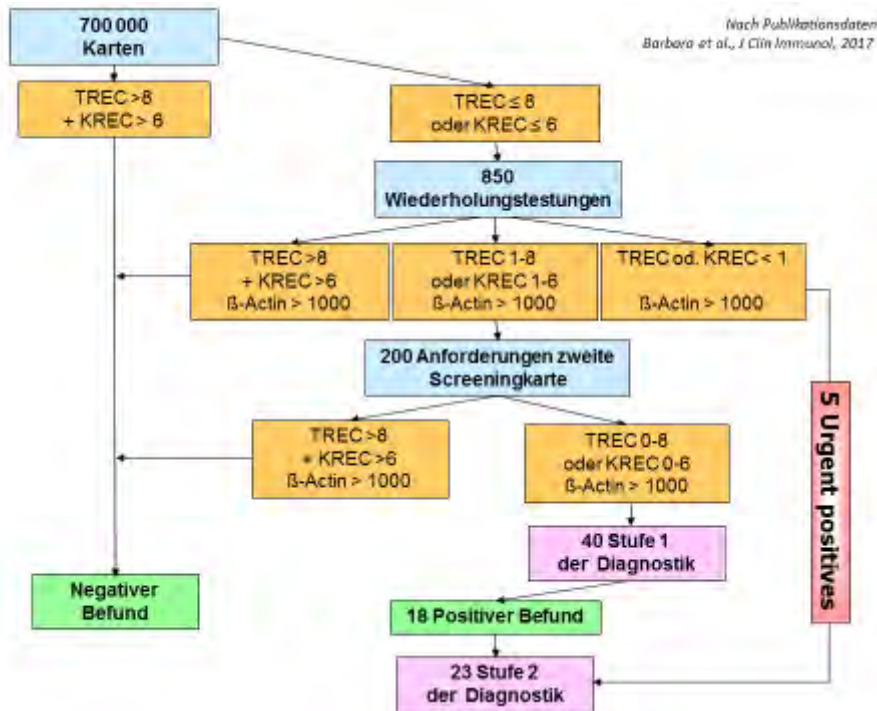 700 000
Karten
Nach Publikationsdaten
Barbara et al., J Clin Immunol, 2017
TREC >8
+ KREC > 6
TREC ≤ 8
oder KREC ≤ 6
850
Wiederholungstestungen
TREC >8
+ KREC >6
ß-Actin > 1000
TREC 1-8
oder KREC 1-6
ß-Actin > 1000
TREC od. KREC < 1
ß-Actin > 1000
200 Anforderungen zweite
Screeningkarte
TREC >8
+ KREC >6
ß-Actin > 1000
TREC 0-8
oder KREC 0-6
ß-Actin > 1000
5 Urgent positives
40 Stufe 1
der Diagnostik
Negativer
Befund
18 Positiver Befund
23 Stufe 2
der Diagnostik